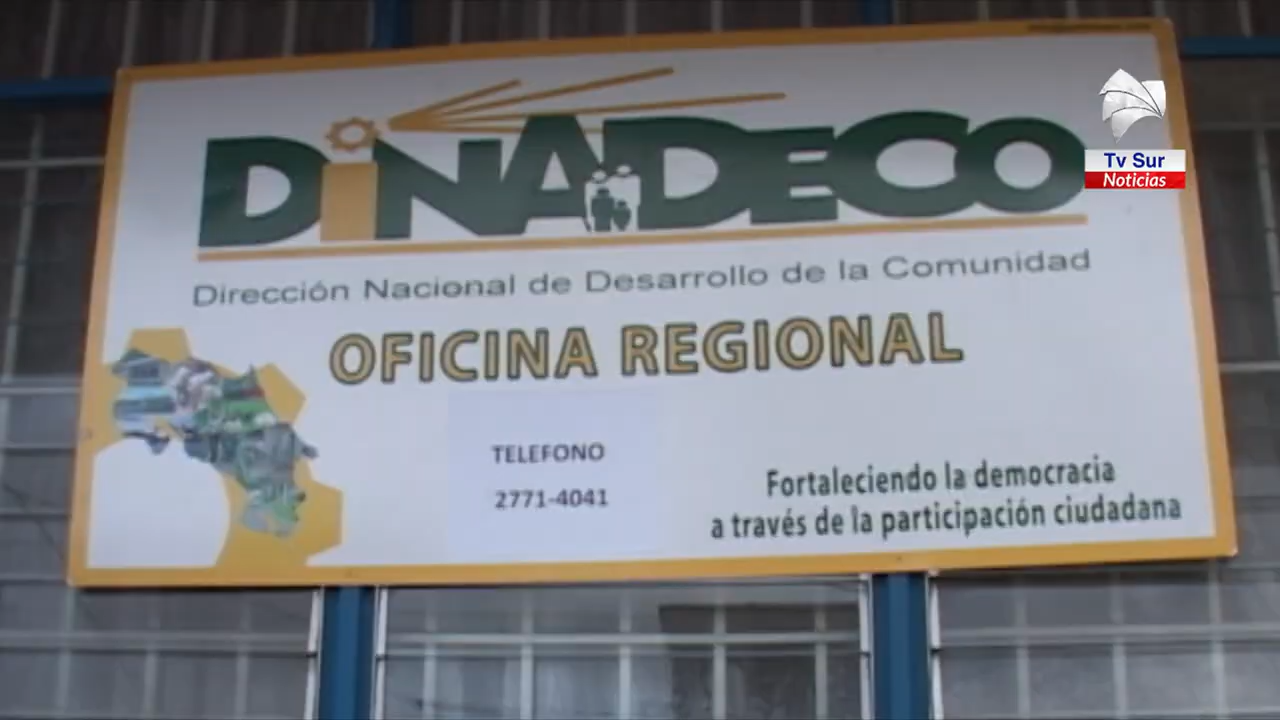 DiNADECO
Dirección Nacional de Desarrollo de la Comunidad
OFICINA REGIONAL
TELEFONO
2771-4041
Fortaleciendo la democracia
a través de la participación ciudadana
Tv Sur
Noticias